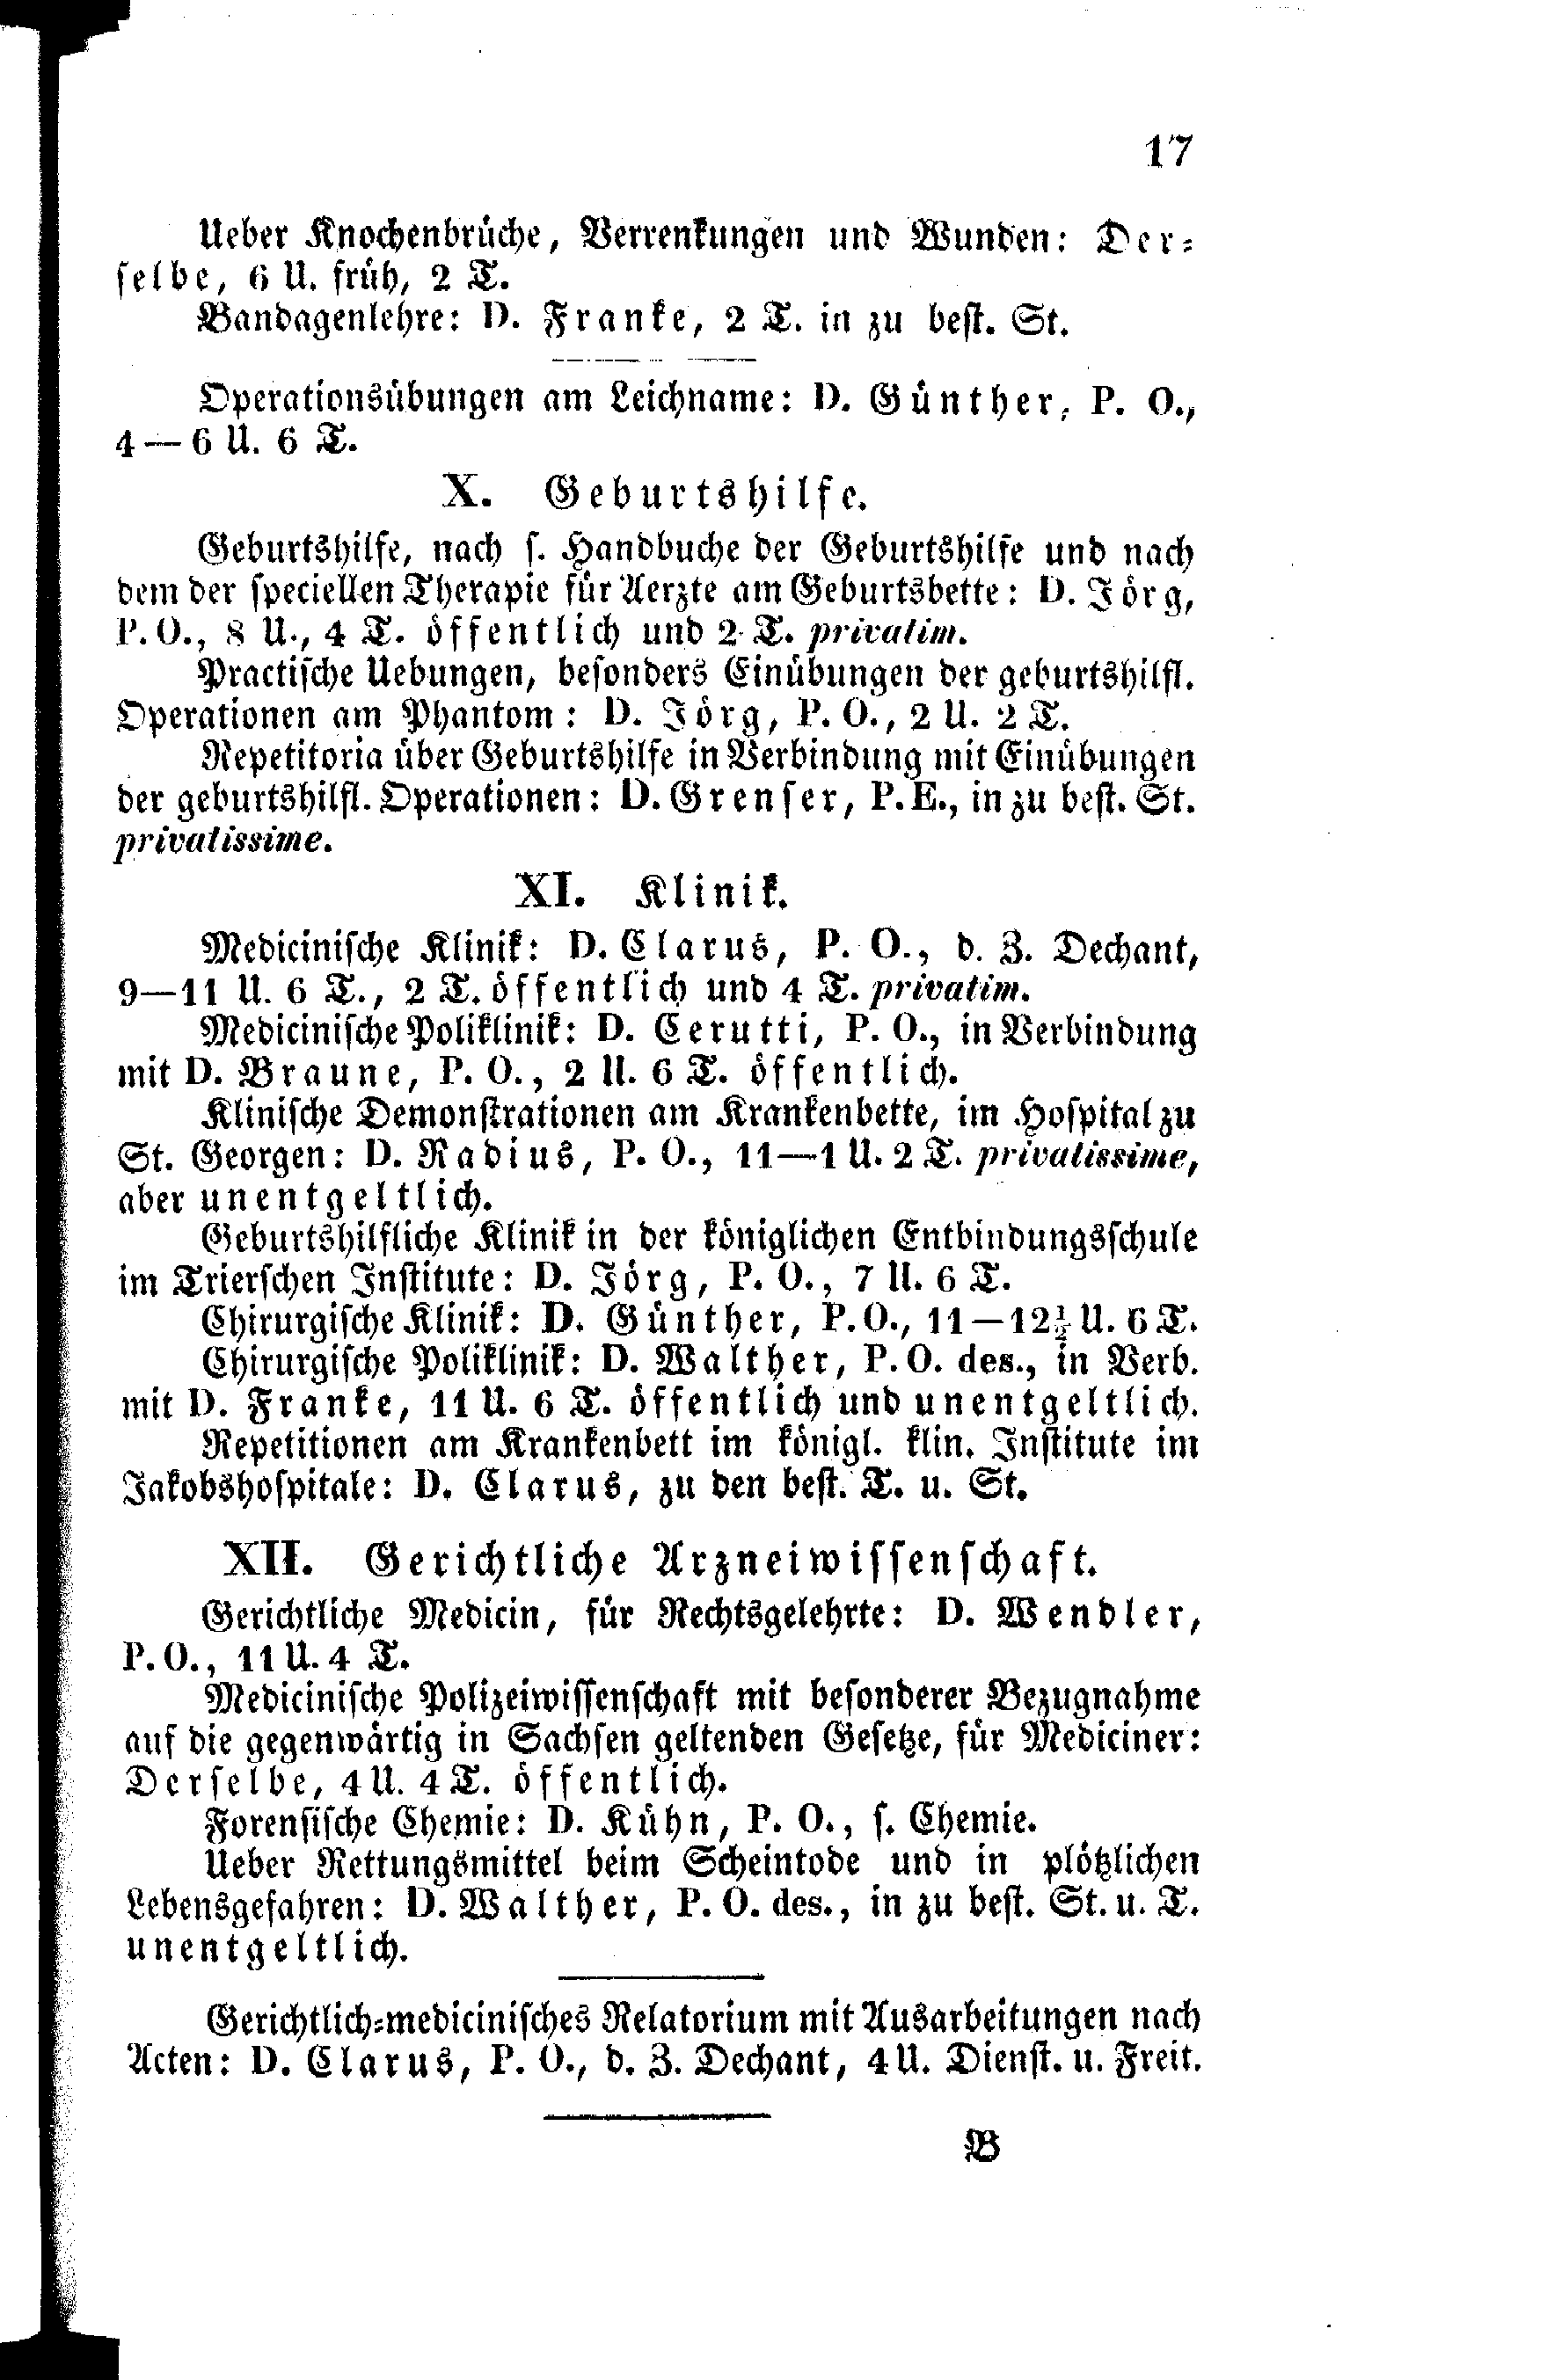 17
Ueber Knochenbrüche, Verrenkungen und Wunden: Der-
selbe, 6 U. früh, 2 T.
Bandagenlehre: D. Franke, 2 T. in zu best. St.
Operationsübungen am Leichname: D. Günther, P. O.,
4—6 U. 6 T.
X. Geburtshilfe.
Geburtshilfe, nach s. Handbuche der Geburtshilfe und nach
dem der speciellen Therapie für Aerzte am Geburtsbette: D. Jörg,
P. O., 8 U., 4 T. öffentlich und 2 T. privatim.
Practische Uebungen, besonders Einübungen der geburtshilfl.
Operationen am Phantom: D. Jörg, P. O., 2 U. 2 T.
Repetitoria über Geburtshilfe in Verbindung mit Einübungen
der geburtshilfl. Operationen: D. Grenser, P. E., in zu best. St.
privatissime.
XI. Klinik.
Medicinische Klinik: D. Clarus, P. O., d. Z. Dechant,
9—11 U. 6 T., 2 T. öffentlich und 4 T. privatim.
Medicinische Poliklinik: D. Cerutti, P. O., in Verbindung
mit D. Braune, P. O., 2 U. 6 T. öffentlich.
Klinische Demonstrationen am Krankenbette, im Hospital zu
St. Georgen: D. Radius, P. O., 11—1 U. 2 T. privatissime,
aber unentgeltlich.
Geburtshilfliche Klinik in der königlichen Entbindungsschule
im Trierschen Institute: D. Jörg, P. O., 7 U. 6 T.
Chirurgische Klinik: D. Günther, P. O., 11—12½ U. 6 T.
Chirurgische Poliklinik: D. Walther, P. O. des., in Verb.
mit D. Franke, 11 U. 6 T. öffentlich und unentgeltlich.
Repetitionen am Krankenbett im königl. klin. Institute im
Jakobshospitale: D. Clarus, zu den best. T. u. St.
XII. Gerichtliche Arzneiwissenschaft.
Gerichtliche Medicin, für Rechtsgelehrte: D. Wendler,
P. O., 11 U. 4 T.
Medicinische Polizeiwissenschaft mit besonderer Bezugnahme
auf die gegenwärtig in Sachsen geltenden Gesetze, für Mediciner:
Derselbe, 4 U. 4 T. öffentlich.
Forensische Chemie: D. Kühn, P. O., s. Chemie.
Ueber Rettungsmittel beim Scheintode und in plötzlichen
Lebensgefahren: D. Walther, P. O. des., in zu best. St. u. T.
unentgeltlich.
Gerichtlich-medicinisches Relatorium mit Ausarbeitungen nach
Acten: D. Clarus, P. O., d. Z. Dechant, 4 U. Dienst. u. Freit.
B